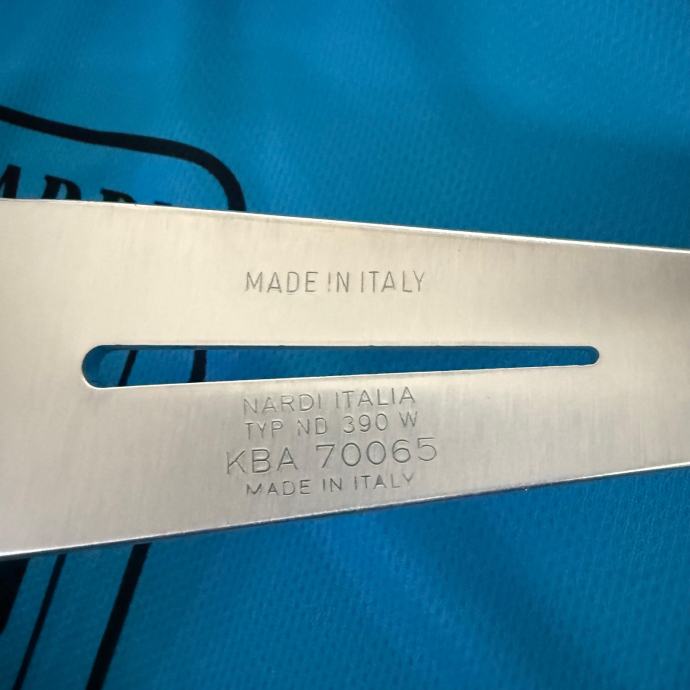 MADE IN ITALY
NARDI ITALIA
TYP ND 390 W
KBA 70065
MADE IN ITALY